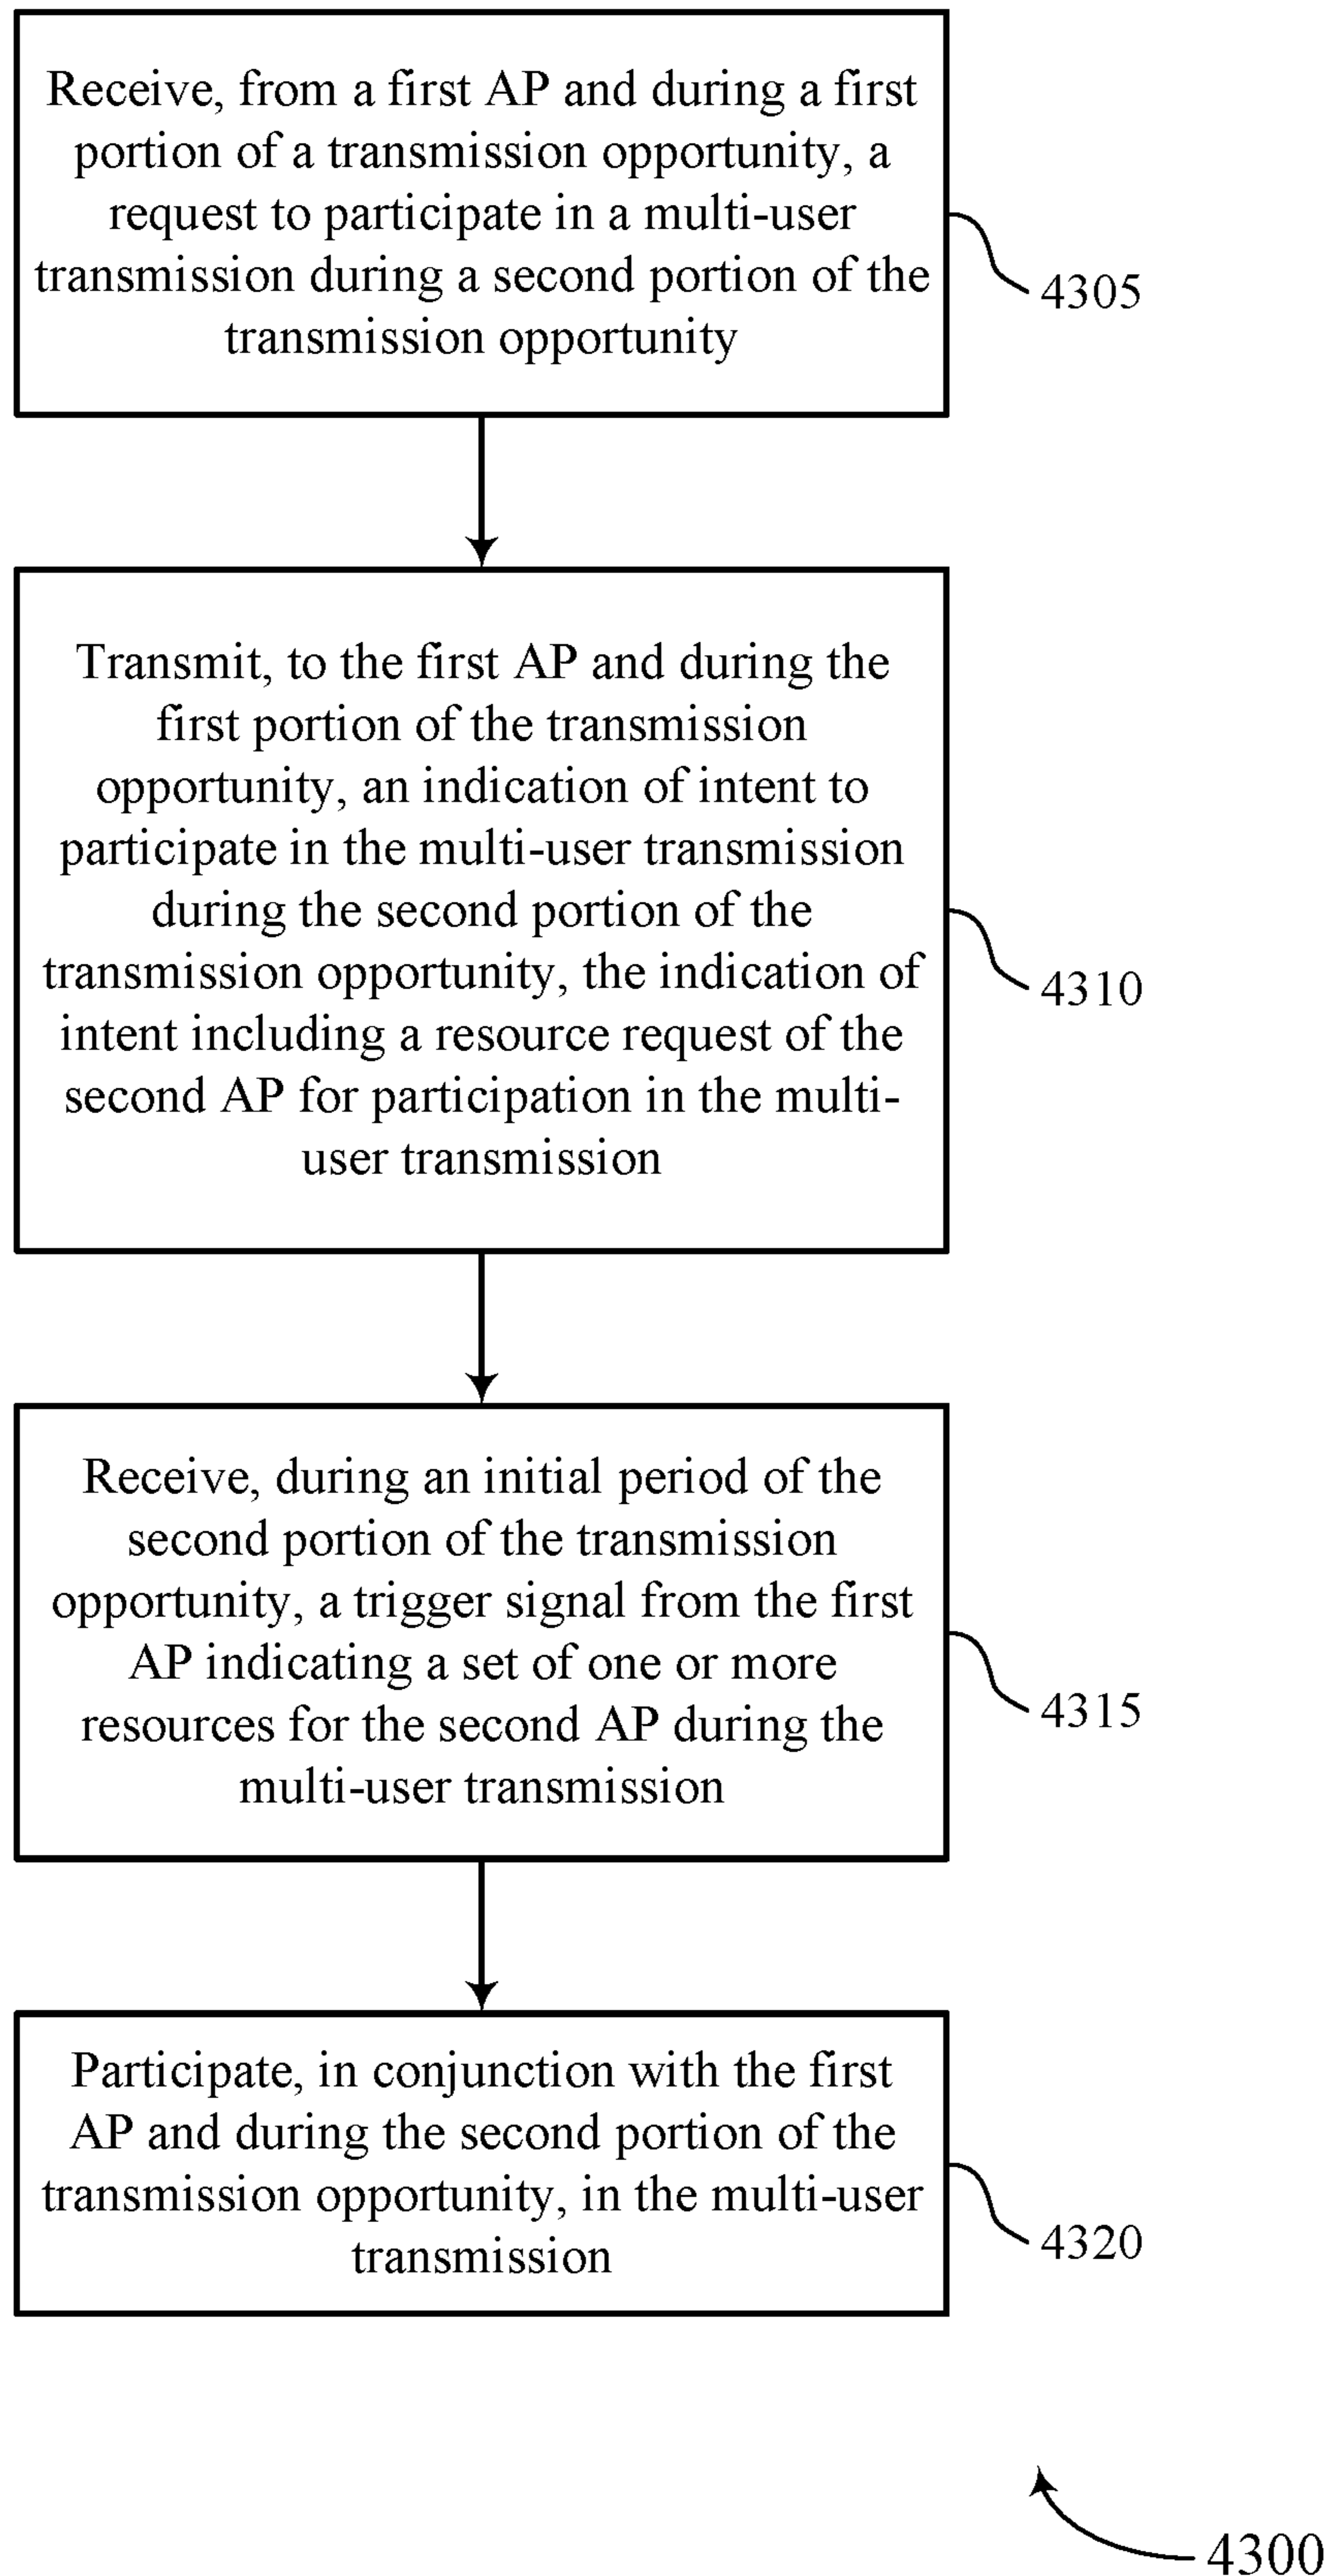 Receive, from a first AP and during a first
portion of a transmission opportunity, a
request to participate in a multi-user
transmission during a second portion of the
transmission opportunity
4305
Transmit, to the first AP and during the
first portion of the transmission
opportunity, an indication of intent to
participate in the multi-user transmission
during the second portion of the
transmission opportunity, the indication of
intent including a resource request of the
second AP for participation in the multi-
user transmission
4310
Receive, during an initial period of the
second portion of the transmission
opportunity, a trigger signal from the first
AP indicating a set of one or more
resources for the second AP during the
multi-user transmission
4315
Participate, in conjunction with the first
AP and during the second portion of the
transmission opportunity, in the multi-user
transmission
4320
4300